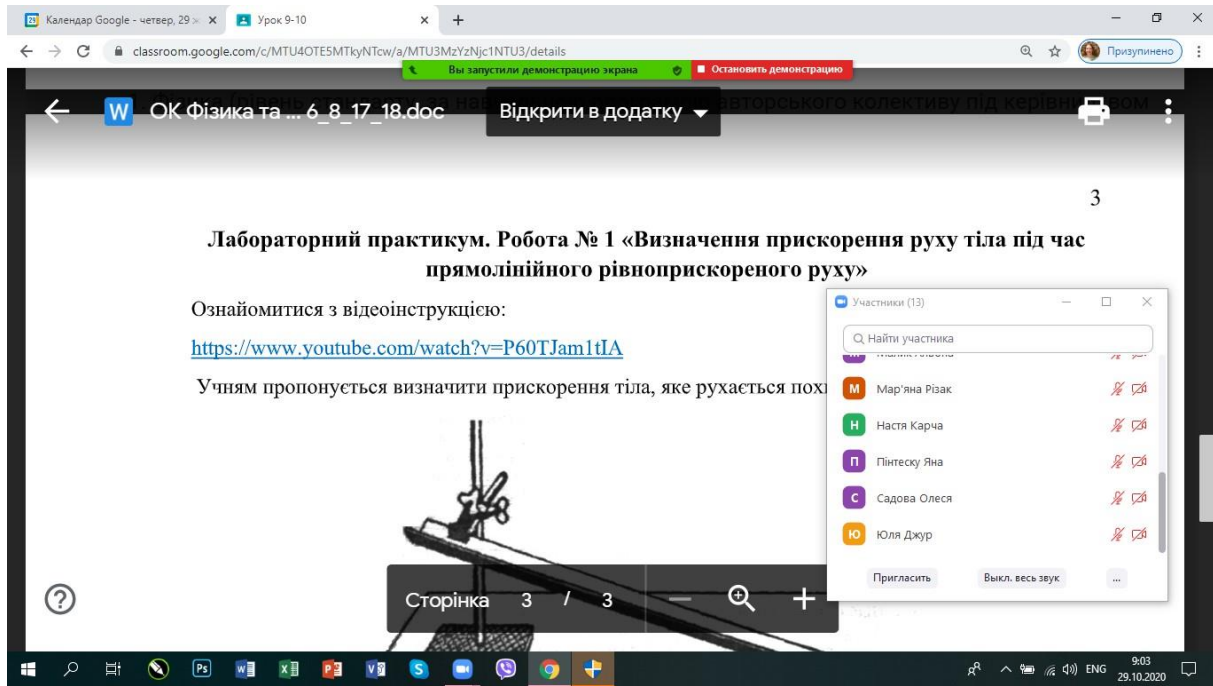 Календар Google - четвер, 29 ж
Урок 9-10
classroom.google.com/c/MTU4OTE5MTkyNTcw/a/MTU3MzYzNjc1NTU3/details
Призупинено
Вы запустили демонстрацию экрана
Остановить демонстрацию
авторського колективу під керівництвом
W ОК Фізика та ... 6_8_17_18.doc
Відкрити в додатку
3
Лабораторний практикум. Робота № 1 «Визначення прискорення руху тіла під час
прямолінійного рівноприскореного руху»
Ознайомитися з відеоінструкцією:
https://www.youtube.com/watch?v=P60TJam1tIA
Учням пропонується визначити прискорення тіла, яке рухається пох
Участники (13)
Найти участника
М Мар'яна Різак
Н Настя Карча
П Пінтеску Яна
С Садова Олеся
Ю Юля Джур
Пригласить Выкл. весь звук ...
Сторінка 3 / 3
ENG
9:03
29.10.2020